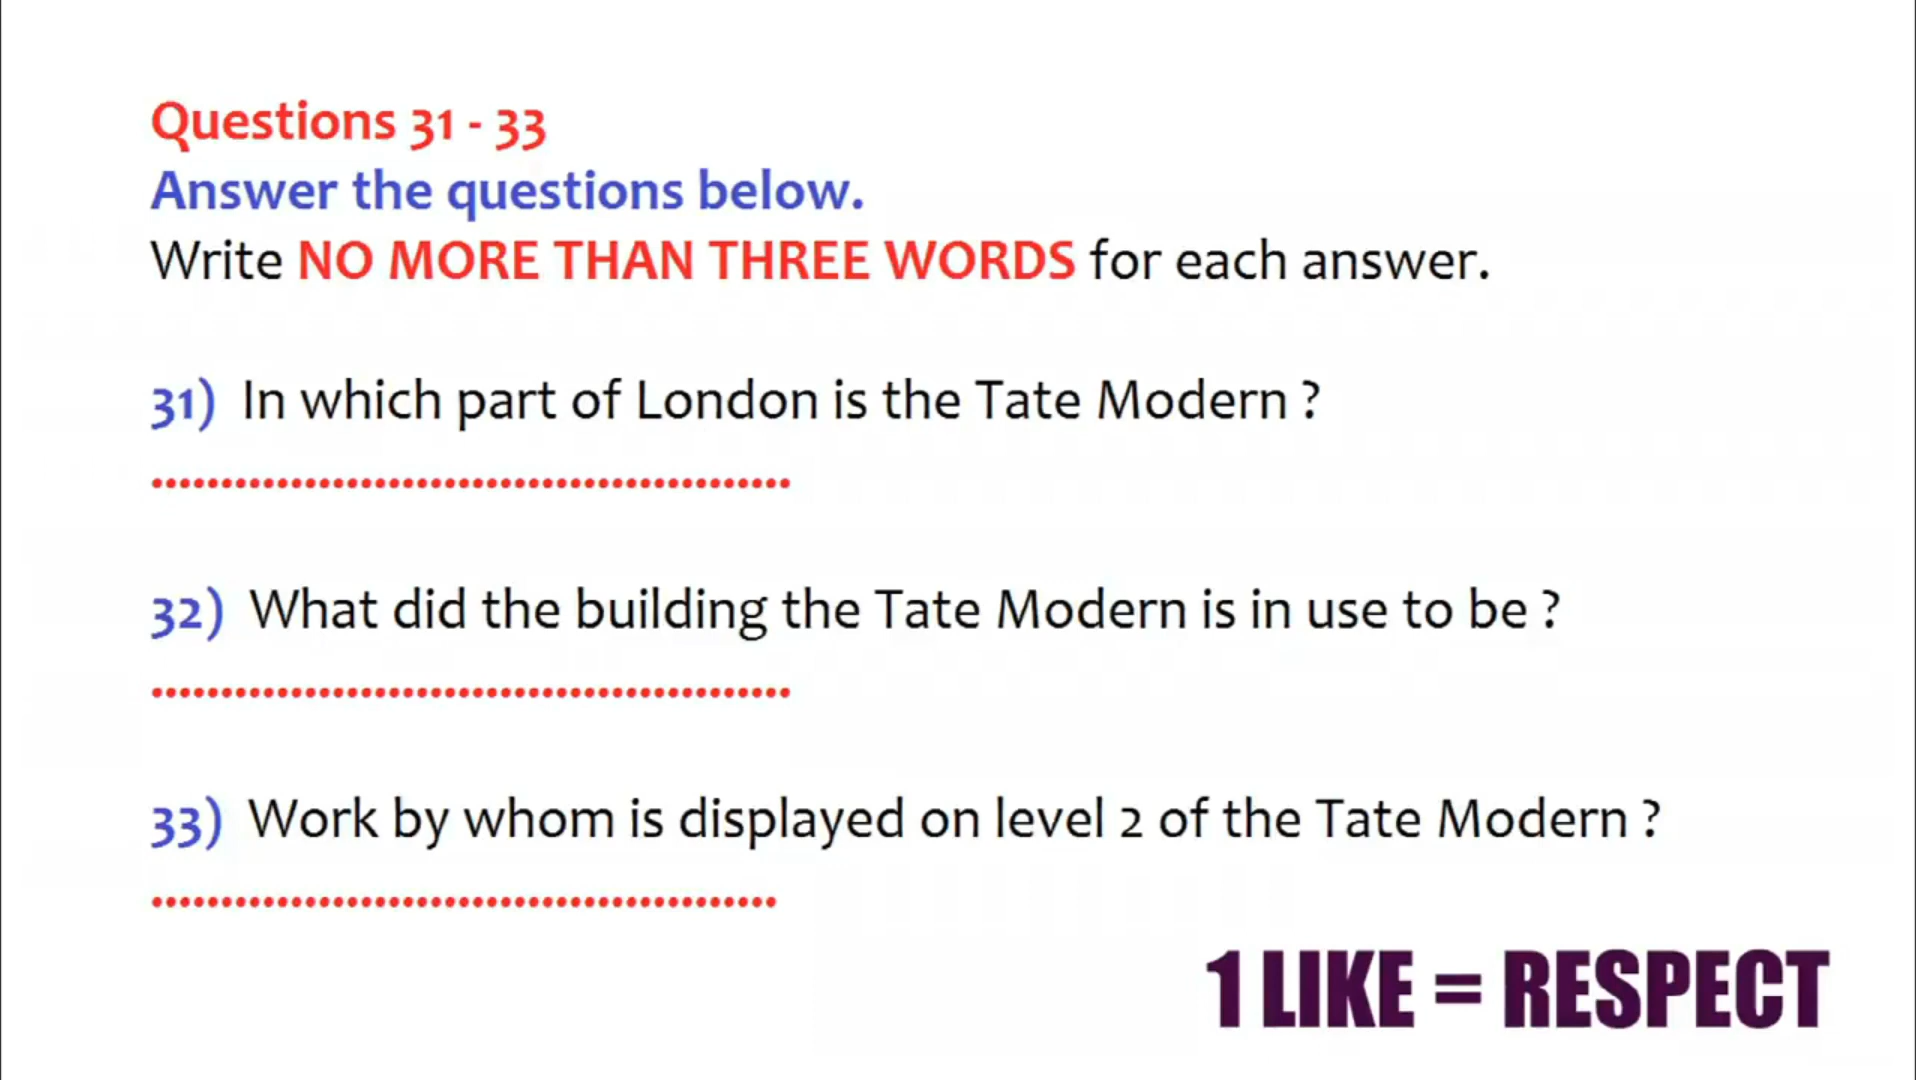 Questions 31 - 33
Answer the questions below.
Write NO MORE THAN THREE WORDS for each answer.
31) In which part of London is the Tate Modern ?
..............................................
32) What did the building the Tate Modern is in use to be ?
..............................................
33) Work by whom is displayed on level 2 of the Tate Modern ?
.............................................
1 LIKE = RESPECT